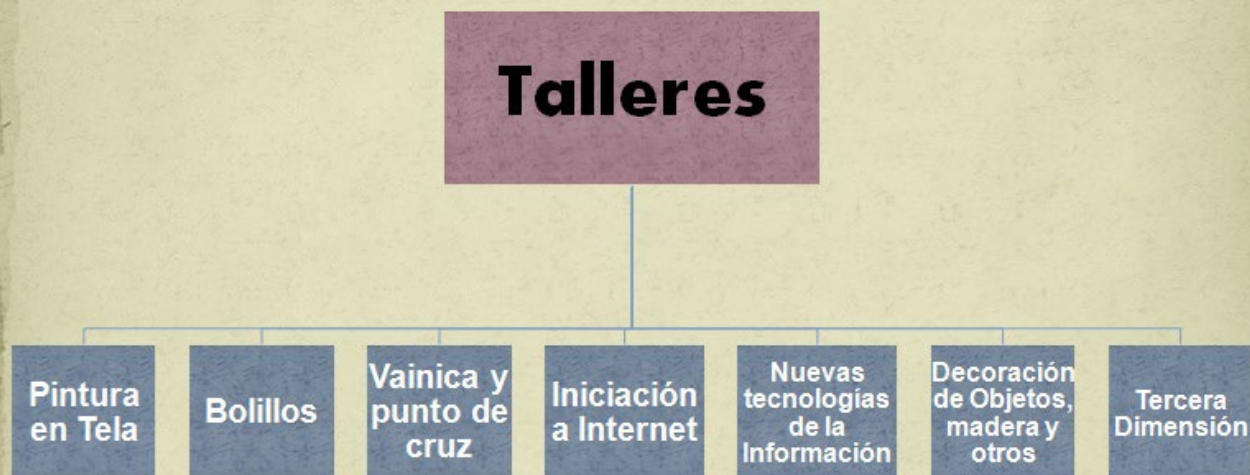 Talleres
Pintura
en Tela
Bolillos
Vainica y
punto de
cruz
Iniciación
a Internet
Nuevas
tecnologías
de la
Información
Decoración
de Objetos,
madera y
otros
Tercera
Dimensión